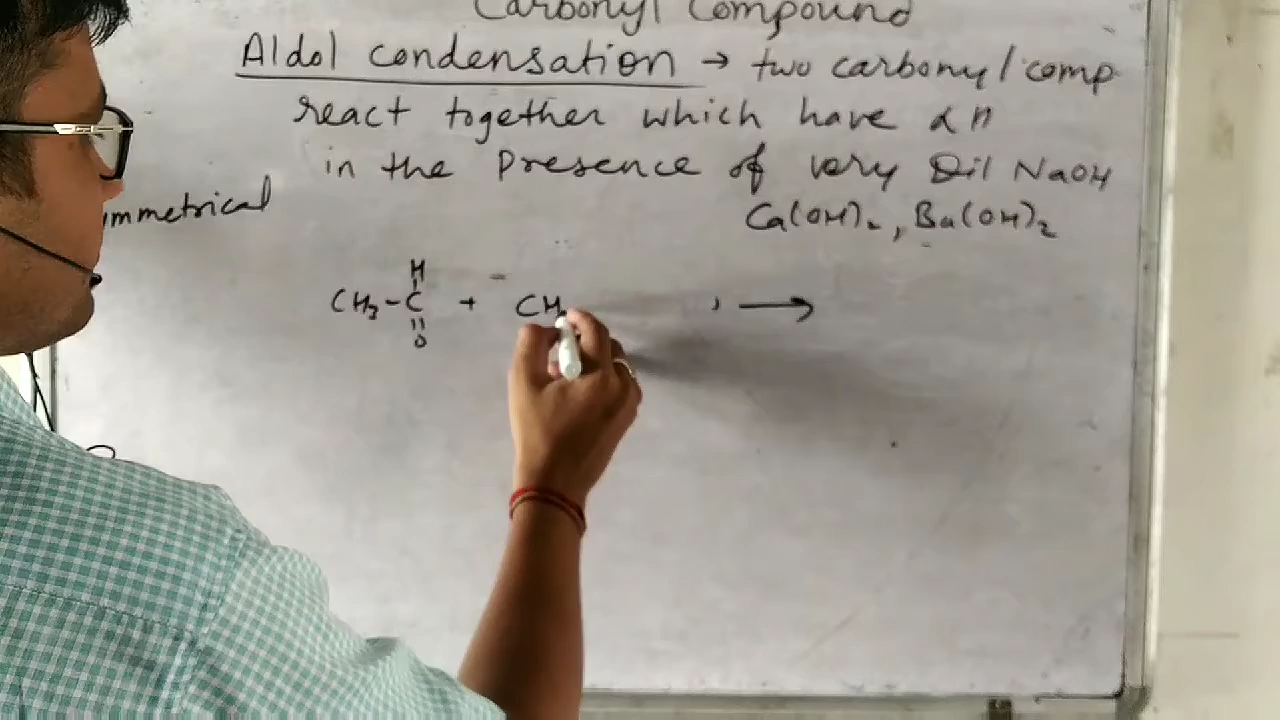 Carbonyl Compound
Aldol condensation → two carbonyl comp
react together which have α H
in the presence of very Dil NaOH
Ca(OH)₂, Ba(OH)₂
mmetrical
H
CH₃-C + CH →
O